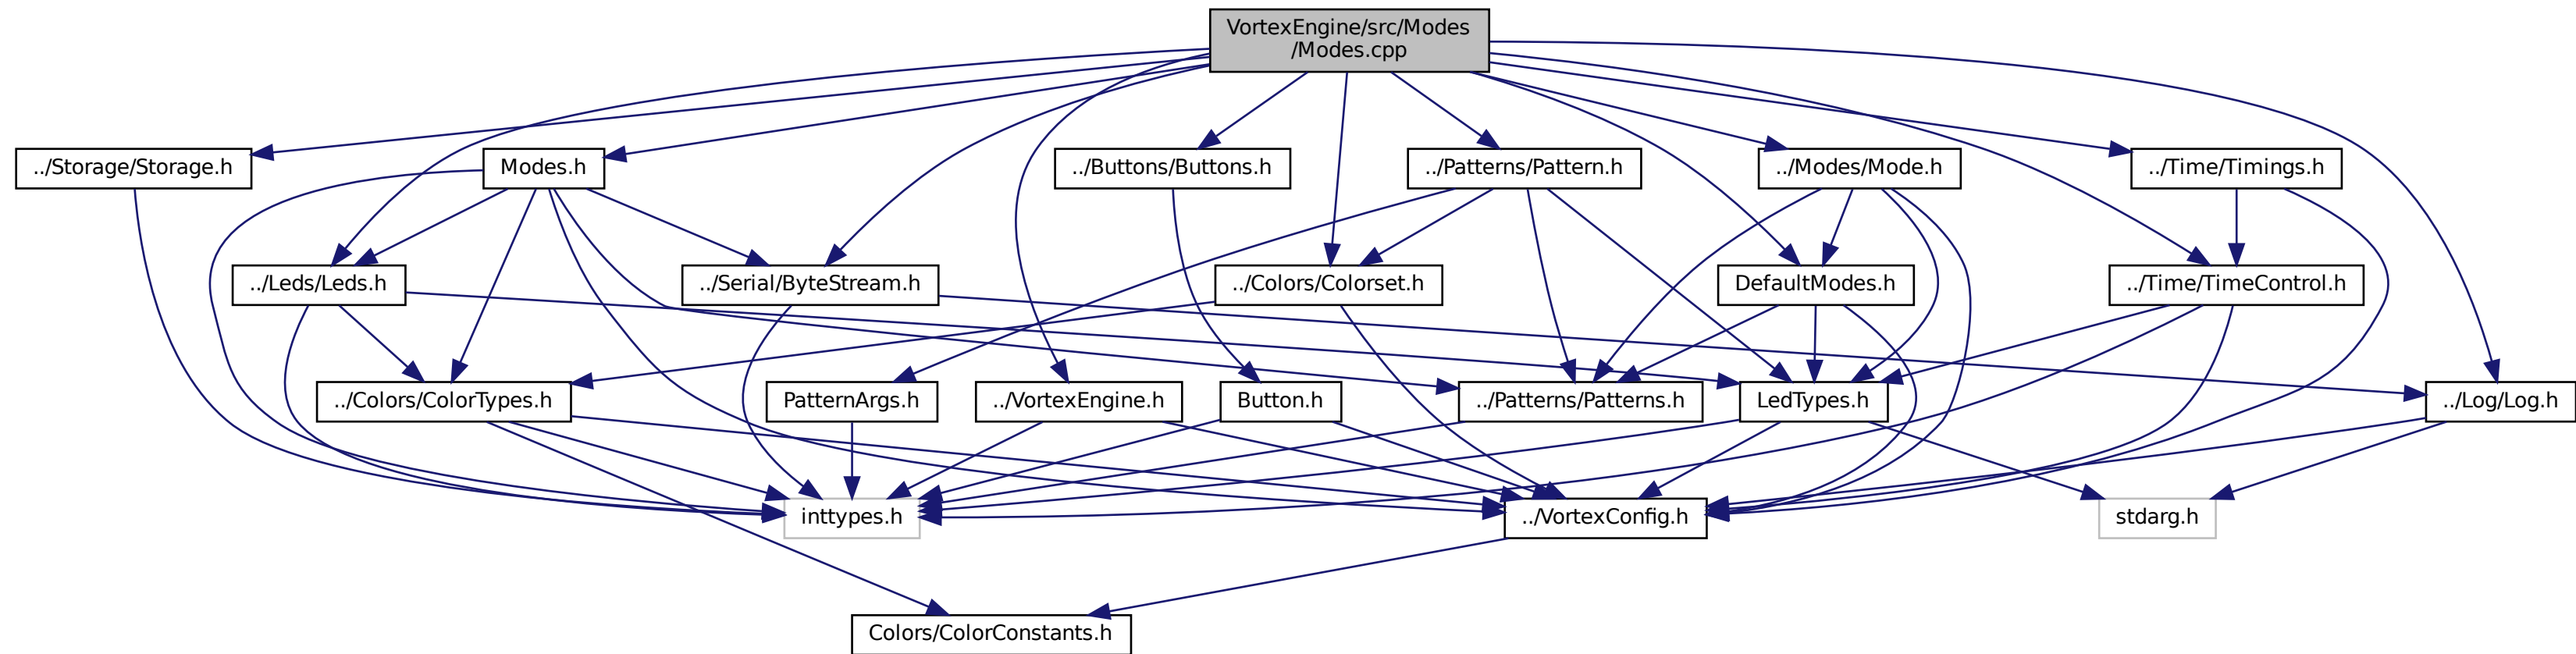 VortexEngine/src/Modes
/Modes.cpp
../Storage/Storage.h
Modes.h
../Buttons/Buttons.h
../Patterns/Pattern.h
../Modes/Mode.h
../Time/Timings.h
../Leds/Leds.h
../Serial/ByteStream.h
../Colors/Colorset.h
DefaultModes.h
../Time/TimeControl.h
../Colors/ColorTypes.h
PatternArgs.h
../VortexEngine.h
Button.h
../Patterns/Patterns.h
LedTypes.h
../Log/Log.h
inttypes.h
../VortexConfig.h
stdarg.h
Colors/ColorConstants.h